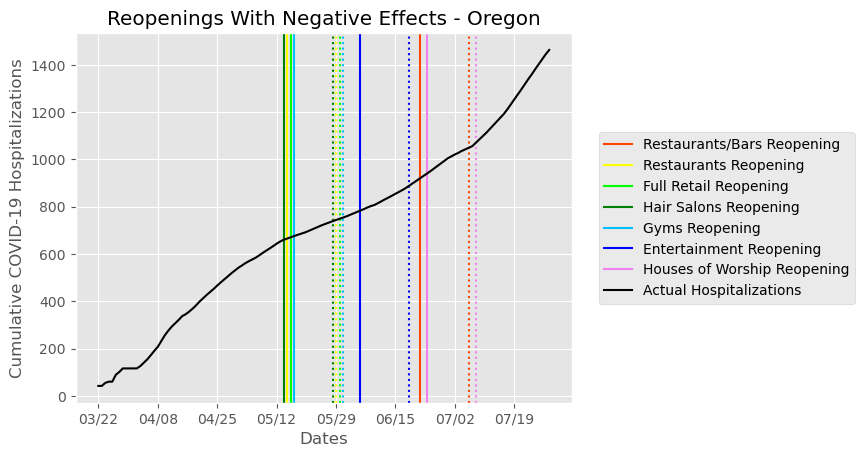 Reopenings With Negative Effects - Oregon
Cumulative COVID-19 Hospitalizations
1400
1200
1000
800
600
400
200
0
03/22 04/08 04/25 05/12 05/29 06/15 07/02 07/19
Dates
Restaurants/Bars Reopening
Restaurants Reopening
Full Retail Reopening
Hair Salons Reopening
Gyms Reopening
Entertainment Reopening
Houses of Worship Reopening
Actual Hospitalizations